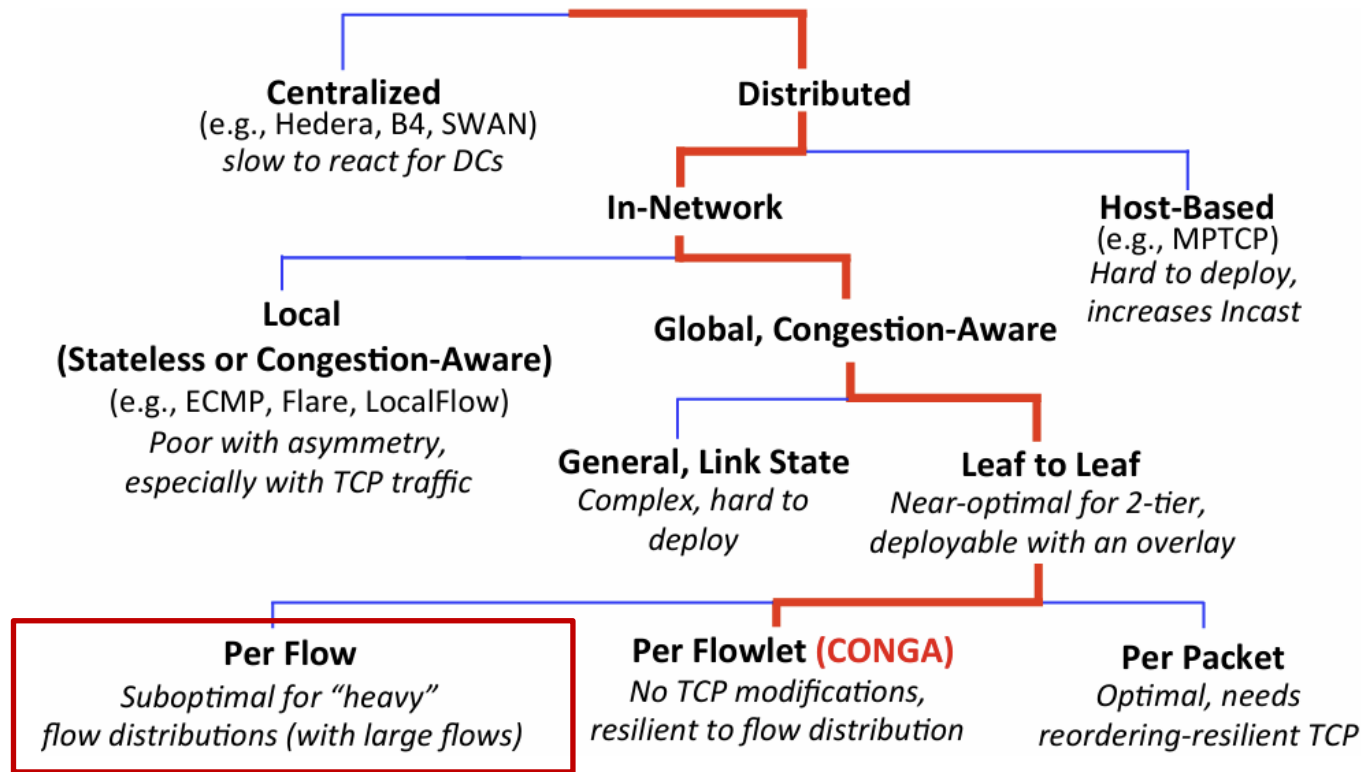 Centralized
(e.g., Hedera, B4, SWAN)
slow to react for DCs
Distributed
In-Network
Host-Based
(e.g., MPTCP)
Hard to deploy,
increases Incast
Local
(Stateless or Congestion-Aware)
(e.g., ECMP, Flare, LocalFlow)
Poor with asymmetry,
especially with TCP traffic
Global, Congestion-Aware
General, Link State
Complex, hard to
deploy
Leaf to Leaf
Near-optimal for 2-tier,
deployable with an overlay
Per Flow
Suboptimal for “heavy”
flow distributions (with large flows)
Per Flowlet (CONGA)
No TCP modifications,
resilient to flow distribution
Per Packet
Optimal, needs
reordering-resilient TCP